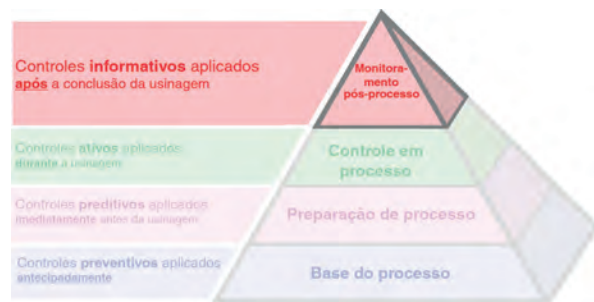 Controles informativos aplicados
após a conclusão da usinagem
Monitora-
mento
pós-processo
Controles ativos aplicados
durante a usinagem
Controle em
processo
Controles preditivos aplicados
imediatamente antes da usinagem
Preparação de processo
Controles preventivos aplicados
antecipadamente
Base do processo